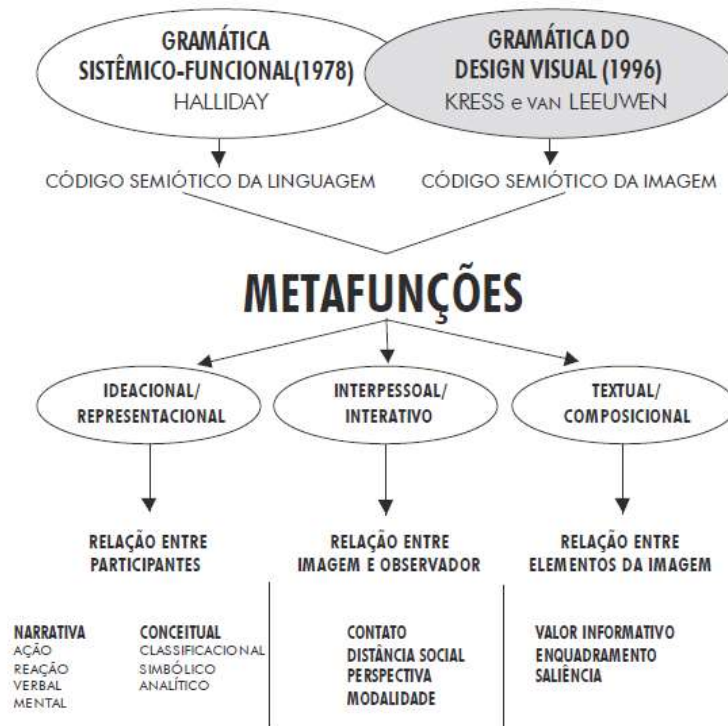 GRAMÁTICA
SISTÊMICO-FUNCIONAL(1978)
HALLIDAY
GRAMÁTICA DO
DESIGN VISUAL (1996)
KRESS e VAN LEEUWEN
CÓDIGO SEMIÓTICO DA LINGUAGEM
CÓDIGO SEMIÓTICO DA IMAGEM
METAFUNÇÕES
IDEACIONAL/
REPRESENTACIONAL
INTERPESSOAL/
INTERATIVO
TEXTUAL/
COMPOSICIONAL
RELAÇÃO ENTRE
PARTICIPANTES
RELAÇÃO ENTRE
IMAGEM E OBSERVADOR
RELAÇÃO ENTRE
ELEMENTOS DA IMAGEM
NARRATIVA
AÇÃO
REAÇÃO
VERBAL
MENTAL
CONCEITUAL
CLASSIFICACIONAL
SIMBÓLICO
ANALÍTICO
CONTATO
DISTÂNCIA SOCIAL
PERSPECTIVA
MODALIDADE
VALOR INFORMATIVO
ENQUADRAMENTO
SALIÊNCIA